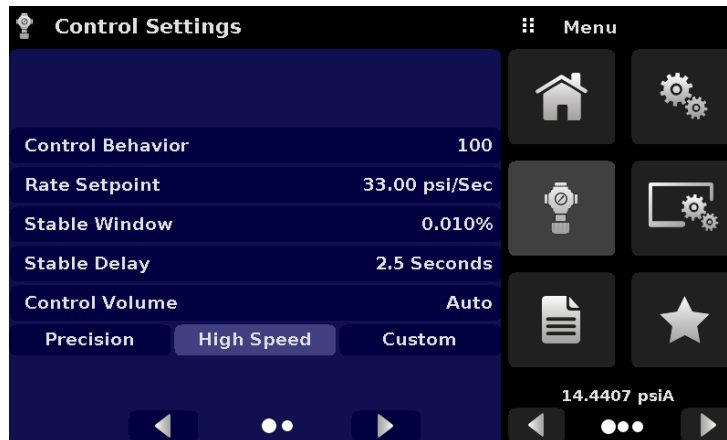 Control Settings
Menu
Control Behavior 100
Rate Setpoint 33.00 psi/Sec
Stable Window 0.010%
Stable Delay 2.5 Seconds
Control Volume Auto
Precision High Speed Custom
14.4407 psiA